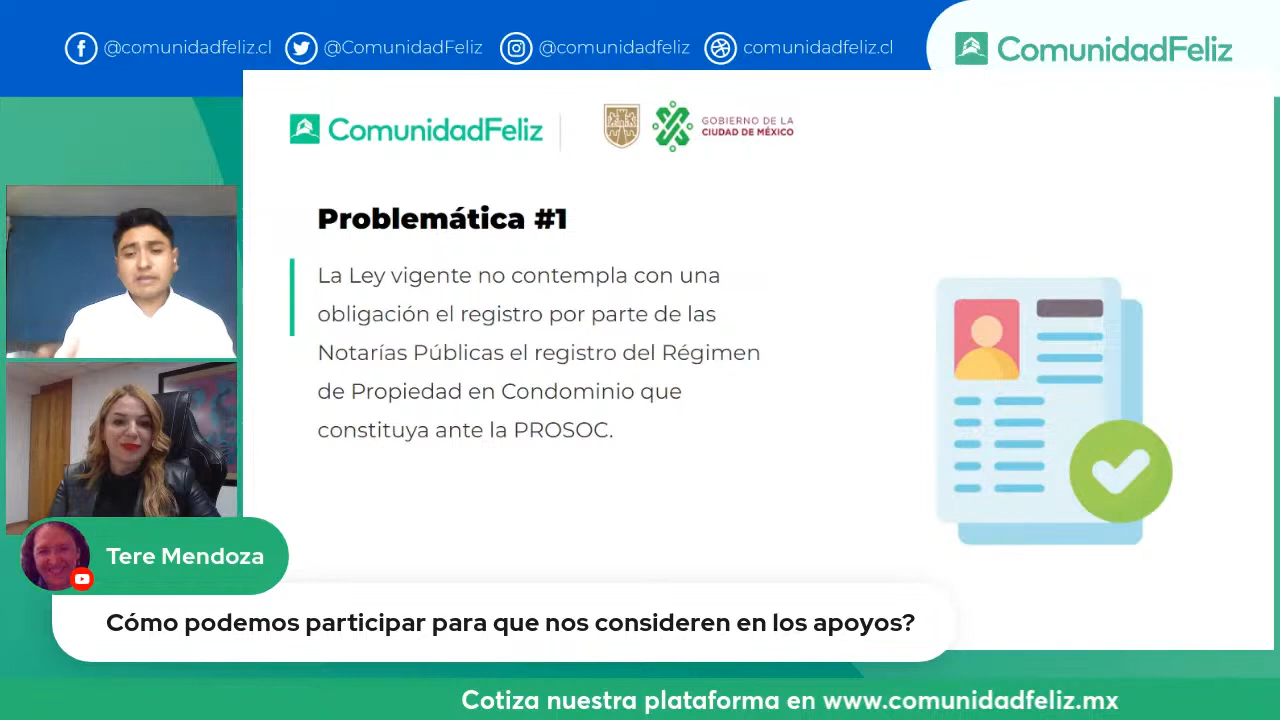 @comunidadfeliz.cl @ComunidadFeliz @comunidadfeliz comunidadfeliz.cl
ComunidadFeliz
ComunidadFeliz
GOBIERNO DE LA
CIUDAD DE MÉXICO
Problemática #1
La Ley vigente no contempla con una
obligación el registro por parte de las
Notarías Públicas el registro del Régimen
de Propiedad en Condominio que
constituya ante la PROSOC.
Tere Mendoza
Cómo podemos participar para que nos consideren en los apoyos?
Cotiza nuestra plataforma en www.comunidadfeliz.mx